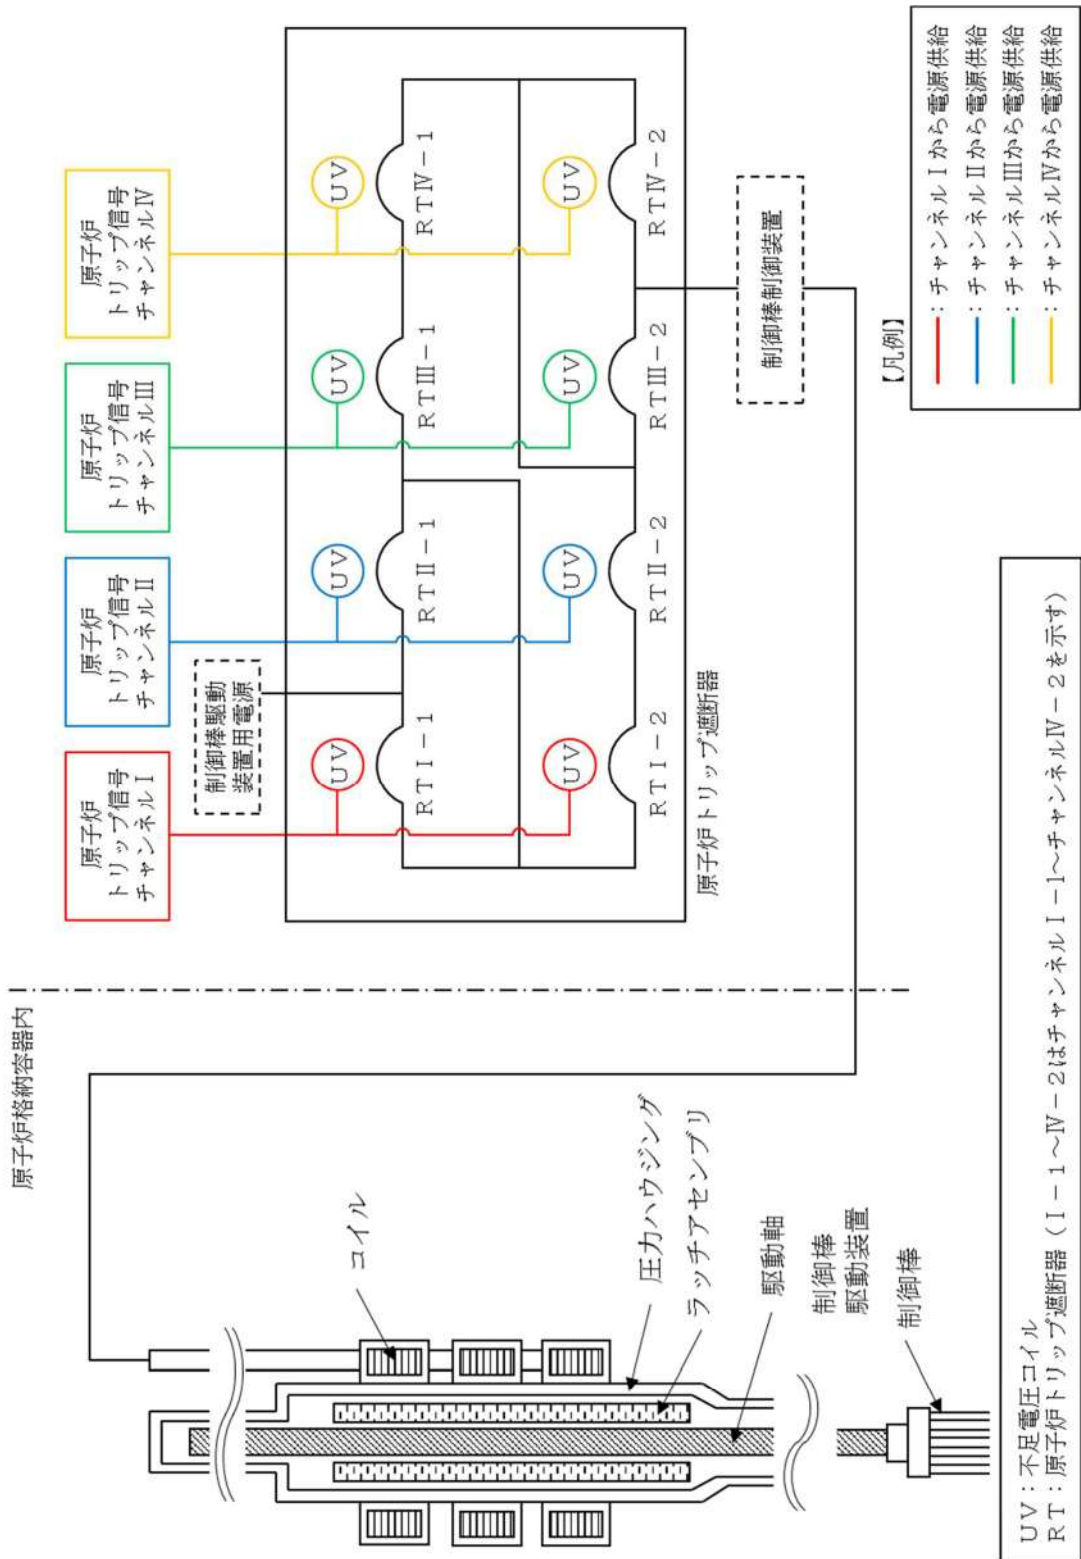 原子炉格納容器内
コイル
圧力ハウジング
ラッチアセンブリ
駆動軸
制御棒
駆動装置
制御棒
原子炉
トリップ信号
チャンネルⅠ
原子炉
トリップ信号
チャンネルⅡ
原子炉
トリップ信号
チャンネルⅢ
原子炉
トリップ信号
チャンネルⅣ
制御棒駆動
装置用電源
UV
UV
UV
UV
RTⅠ-1
RTⅡ-1
RTⅢ-1
RTⅣ-1
UV
UV
UV
UV
RTⅠ-2
RTⅡ-2
RTⅢ-2
RTⅣ-2
原子炉トリップ遮断器
制御棒制御装置
【凡例】
:チャンネルⅠから電源供給
:チャンネルⅡから電源供給
:チャンネルⅢから電源供給
:チャンネルⅣから電源供給
UV:不足電圧コイル
RT:原子炉トリップ遮断器(Ⅰ-1~Ⅳ-2はチャンネルⅠ-1~チャンネルⅣ-2を示す)